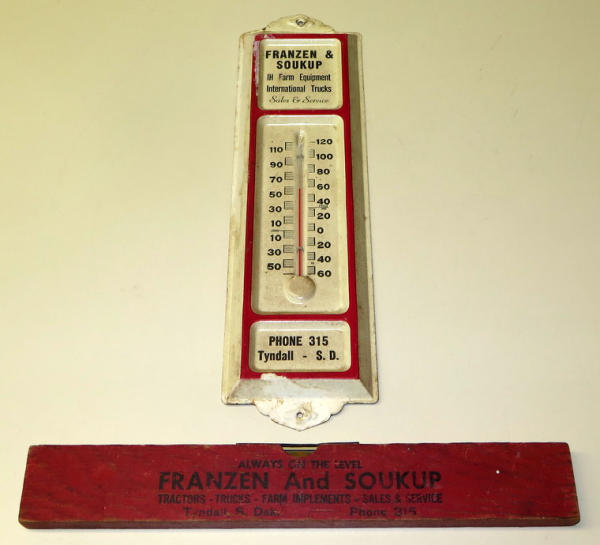 FRANZEN &
SOUKUP
IH Farm Equipment
International Trucks
Sales & Service
120
110
100
90
80
70
60
50
40
30
20
10
0
10
20
30
40
50
60
PHONE 315
Tyndall - S. D.
ALWAYS ON THE LEVEL
FRANZEN And SOUKUP
TRACTORS - TRUCKS - FARM IMPLEMENTS - SALES & SERVICE
Tyndall, S. Dak. Phone 315